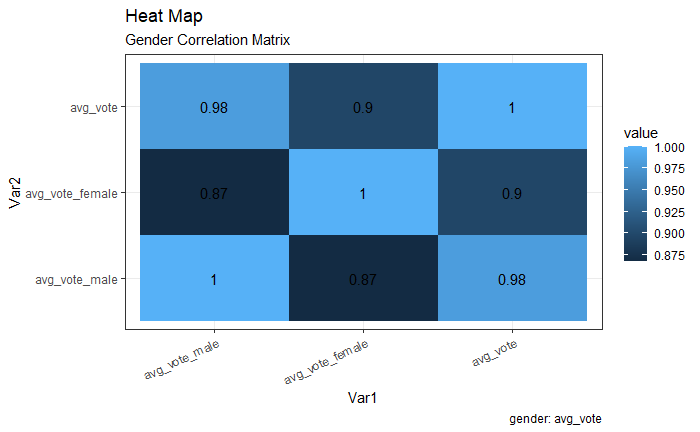 Heat Map
Gender Correlation Matrix
Var2
avg_vote
avg_vote_female
avg_vote_male
0.98 0.9 1
0.87 1 0.9
1 0.87 0.98
avg_vote_male avg_vote_female avg_vote
Var1
value
1.000
0.975
0.950
0.925
0.900
0.875
gender: avg_vote